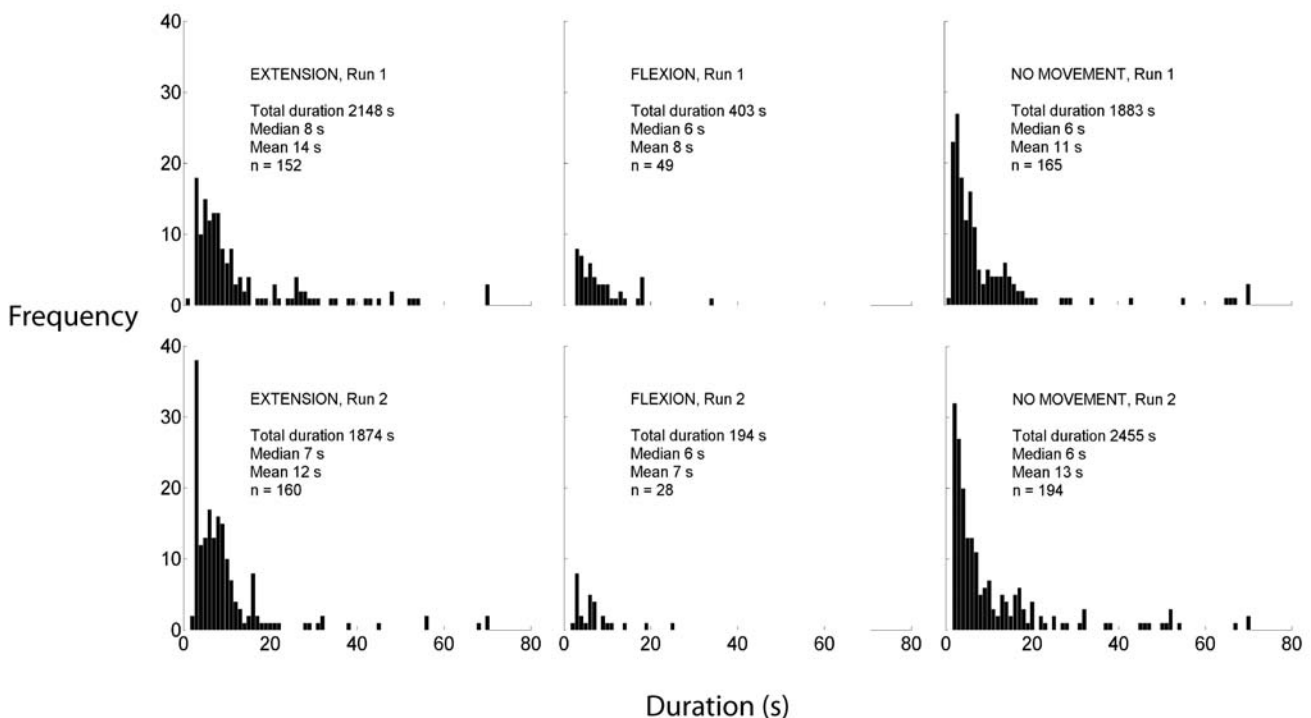 40
30
20
10
0
EXTENSION, Run 1
Total duration 2148 s
Median 8 s
Mean 14 s
n = 152
FLEXION, Run 1
Total duration 403 s
Median 6 s
Mean 8 s
n = 49
NO MOVEMENT, Run 1
Total duration 1883 s
Median 6 s
Mean 11 s
n = 165
Frequency
40
30
20
10
0
EXTENSION, Run 2
Total duration 1874 s
Median 7 s
Mean 12 s
n = 160
FLEXION, Run 2
Total duration 194 s
Median 6 s
Mean 7 s
n = 28
NO MOVEMENT, Run 2
Total duration 2455 s
Median 6 s
Mean 13 s
n = 194
0 20 40 60 80
0 20 40 60 80
0 20 40 60 80
Duration (s)